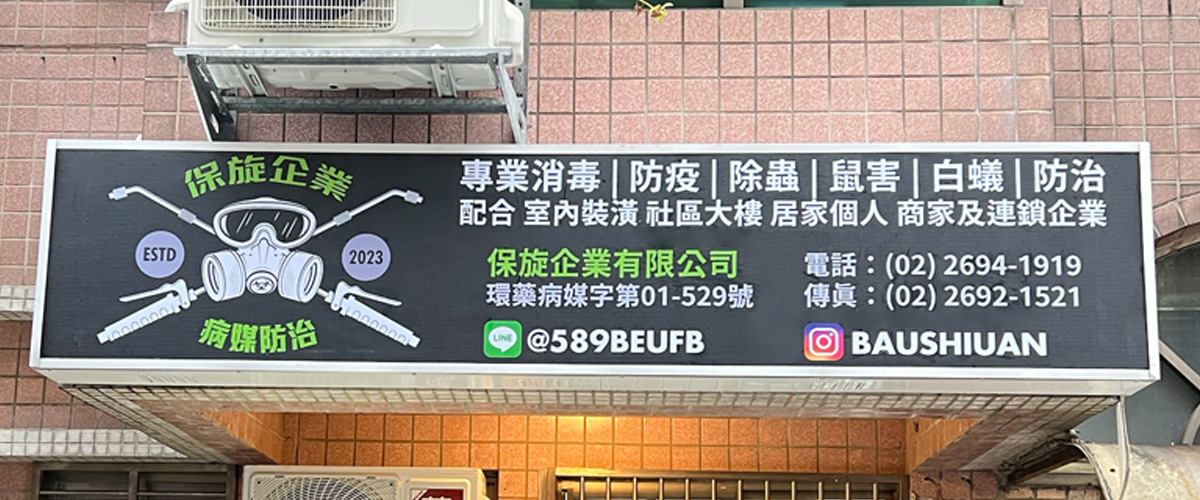 保旋企業
ESTD
2023
病媒防治
專業消毒|防疫|除蟲|鼠害|白蟻|防治
配合 室內裝潢 社區大樓 居家個人 商家及連鎖企業
保旋企業有限公司
環藥病媒字第01-529號
電話：(02) 2694-1919
傳真：(02) 2692-1521
LINE @589BEUFB
BAUSHIUAN